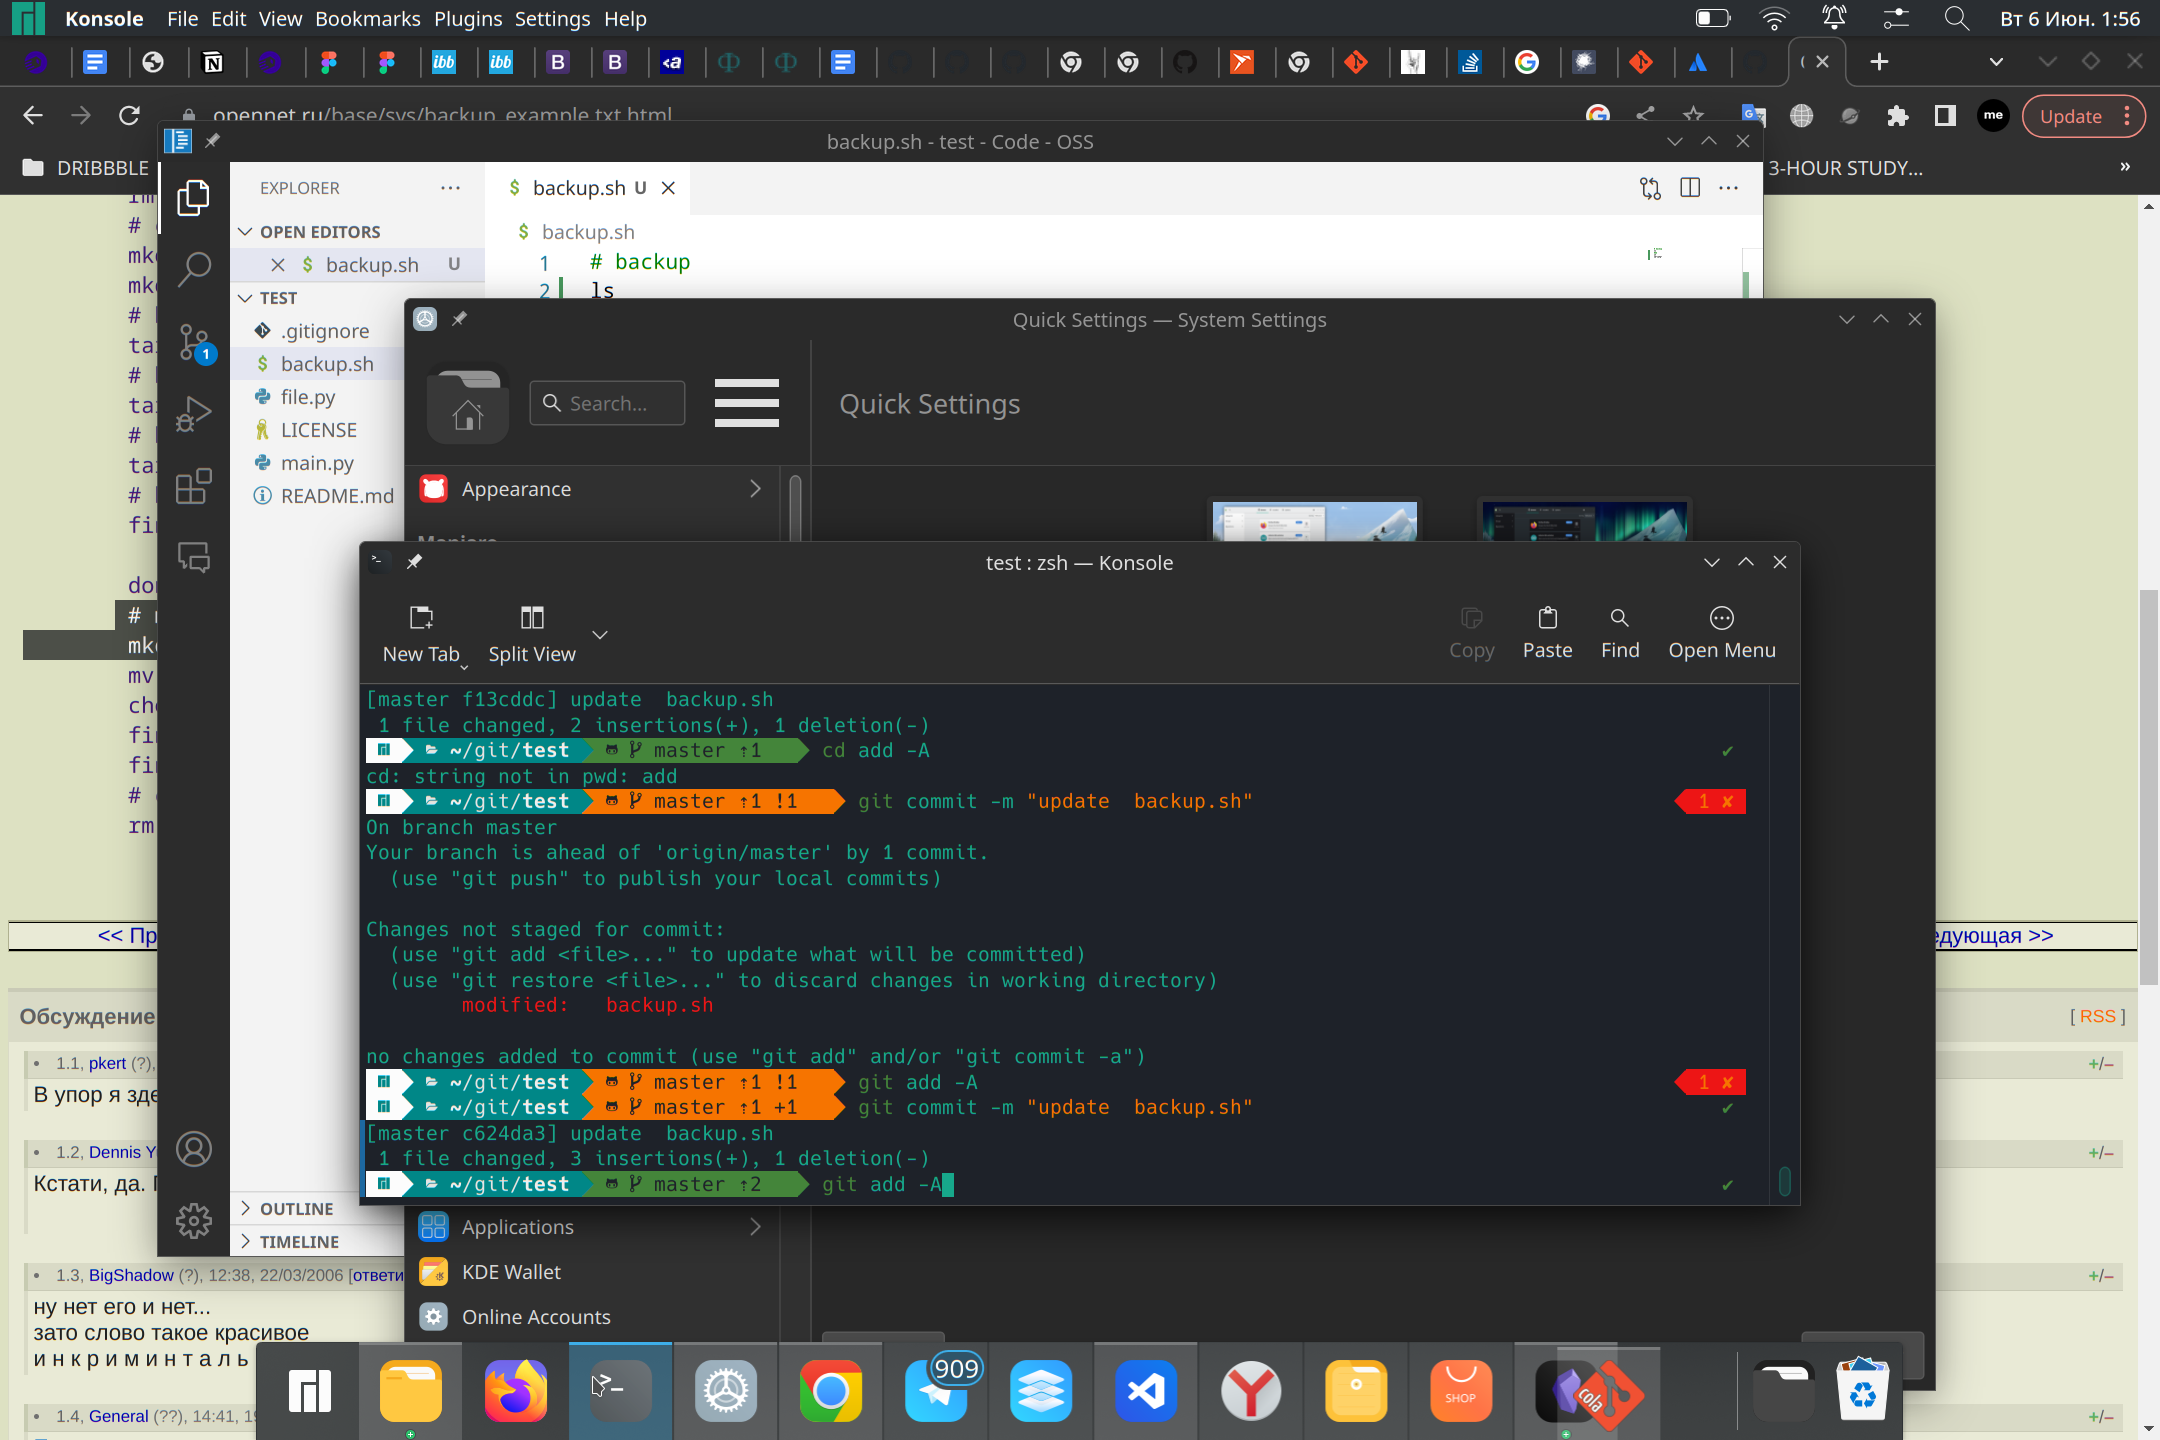 Konsole File Edit View Bookmarks Plugins Settings Help
Вт 6 Июн. 1:56
ibb ibb B B <a
opennet.ru/base/sys/backup_example.txt.html
me Update
DRIBBBLE
3-HOUR STUDY...
»
backup.sh - test - Code - OSS
EXPLORER
backup.sh U
OPEN EDITORS
backup.sh
backup.sh U
1 # backup
2 ls
TEST
.gitignore
1
backup.sh
file.py
LICENSE
main.py
README.md
OUTLINE
TIMELINE
Quick Settings — System Settings
Search...
Quick Settings
Appearance
Applications
KDE Wallet
Online Accounts
test : zsh — Konsole
New Tab Split View Copy Paste Find Open Menu
[master f13cddc] update  backup.sh
1 file changed, 2 insertions(+), 1 deletion(-)
~/git/test master ⇡1 cd add -A ✔
cd: string not in pwd: add
~/git/test master ⇡1 !1 git commit -m "update  backup.sh" 1 ✘
On branch master
Your branch is ahead of 'origin/master' by 1 commit.
(use "git push" to publish your local commits)
Changes not staged for commit:
(use "git add <file>..." to update what will be committed)
(use "git restore <file>..." to discard changes in working directory)
modified:   backup.sh
no changes added to commit (use "git add" and/or "git commit -a")
~/git/test master ⇡1 !1 git add -A 1 ✘
~/git/test master ⇡1 +1 git commit -m "update  backup.sh" ✔
[master c624da3] update  backup.sh
1 file changed, 3 insertions(+), 1 deletion(-)
~/git/test master ⇡2 git add -A ✔
#
#
#
#
#
#
mv
#
rm
<< Пр
едующая >>
Обсуждение
[ RSS ]
1.1, pkert (?),
+/–
В упор я зде
1.2, Dennis Y
+/–
Кстати, да.
1.3, BigShadow (?), 12:38, 22/03/2006 [ответи
+/–
ну нет его и нет...
зато слово такое красивое
и н к р и м и н т а л ь
1.4, General (??), 14:41,
+/–
909
SHOP
cola